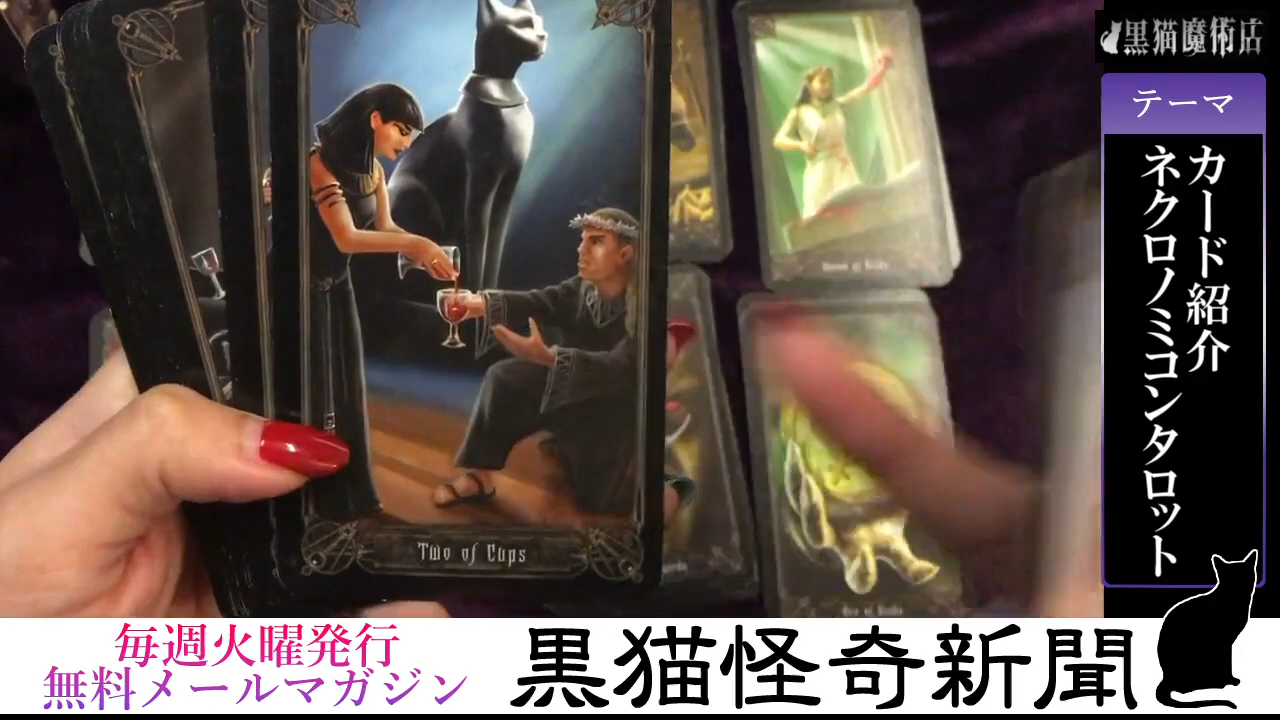 黒猫魔術店
テーマ
カード紹介
ネクロノミコンタロット
Two of Cups
毎週火曜発行
無料メールマガジン
黒猫怪奇新聞